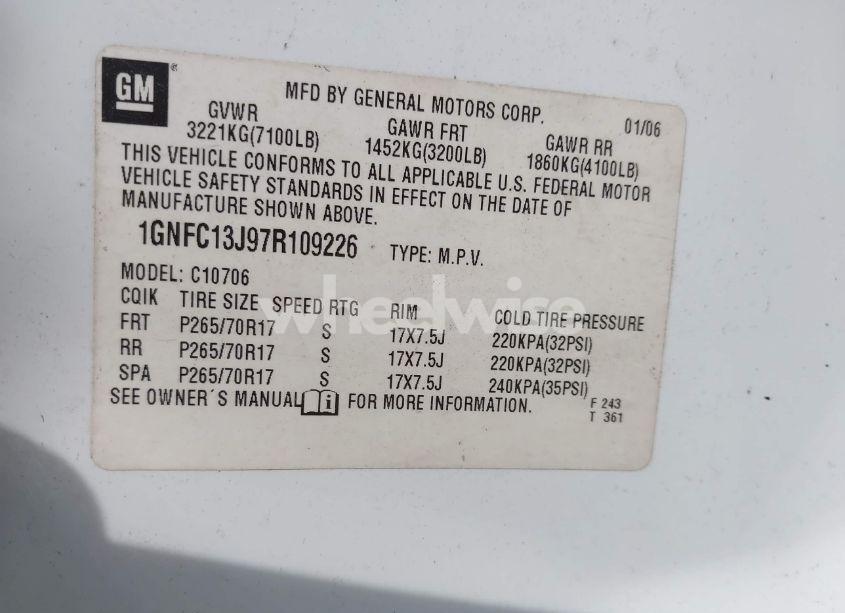 GM
MFD BY GENERAL MOTORS CORP. 01/06
GVWR GAWR FRT GAWR RR
3221KG(7100LB) 1452KG(3200LB) 1860KG(4100LB)
THIS VEHICLE CONFORMS TO ALL APPLICABLE U.S. FEDERAL MOTOR
VEHICLE SAFETY STANDARDS IN EFFECT ON THE DATE OF
MANUFACTURE SHOWN ABOVE.
1GNFC13J97R109226 TYPE: M.P.V.
MODEL: C10706
CQIK TIRE SIZE SPEED RTG RIM COLD TIRE PRESSURE
FRT P265/70R17 S 17X7.5J 220KPA(32PSI)
RR P265/70R17 S 17X7.5J 220KPA(32PSI)
SPA P265/70R17 S 17X7.5J 240KPA(35PSI)
SEE OWNER´S MANUAL i FOR MORE INFORMATION.
F 243
T 361
wheelwise